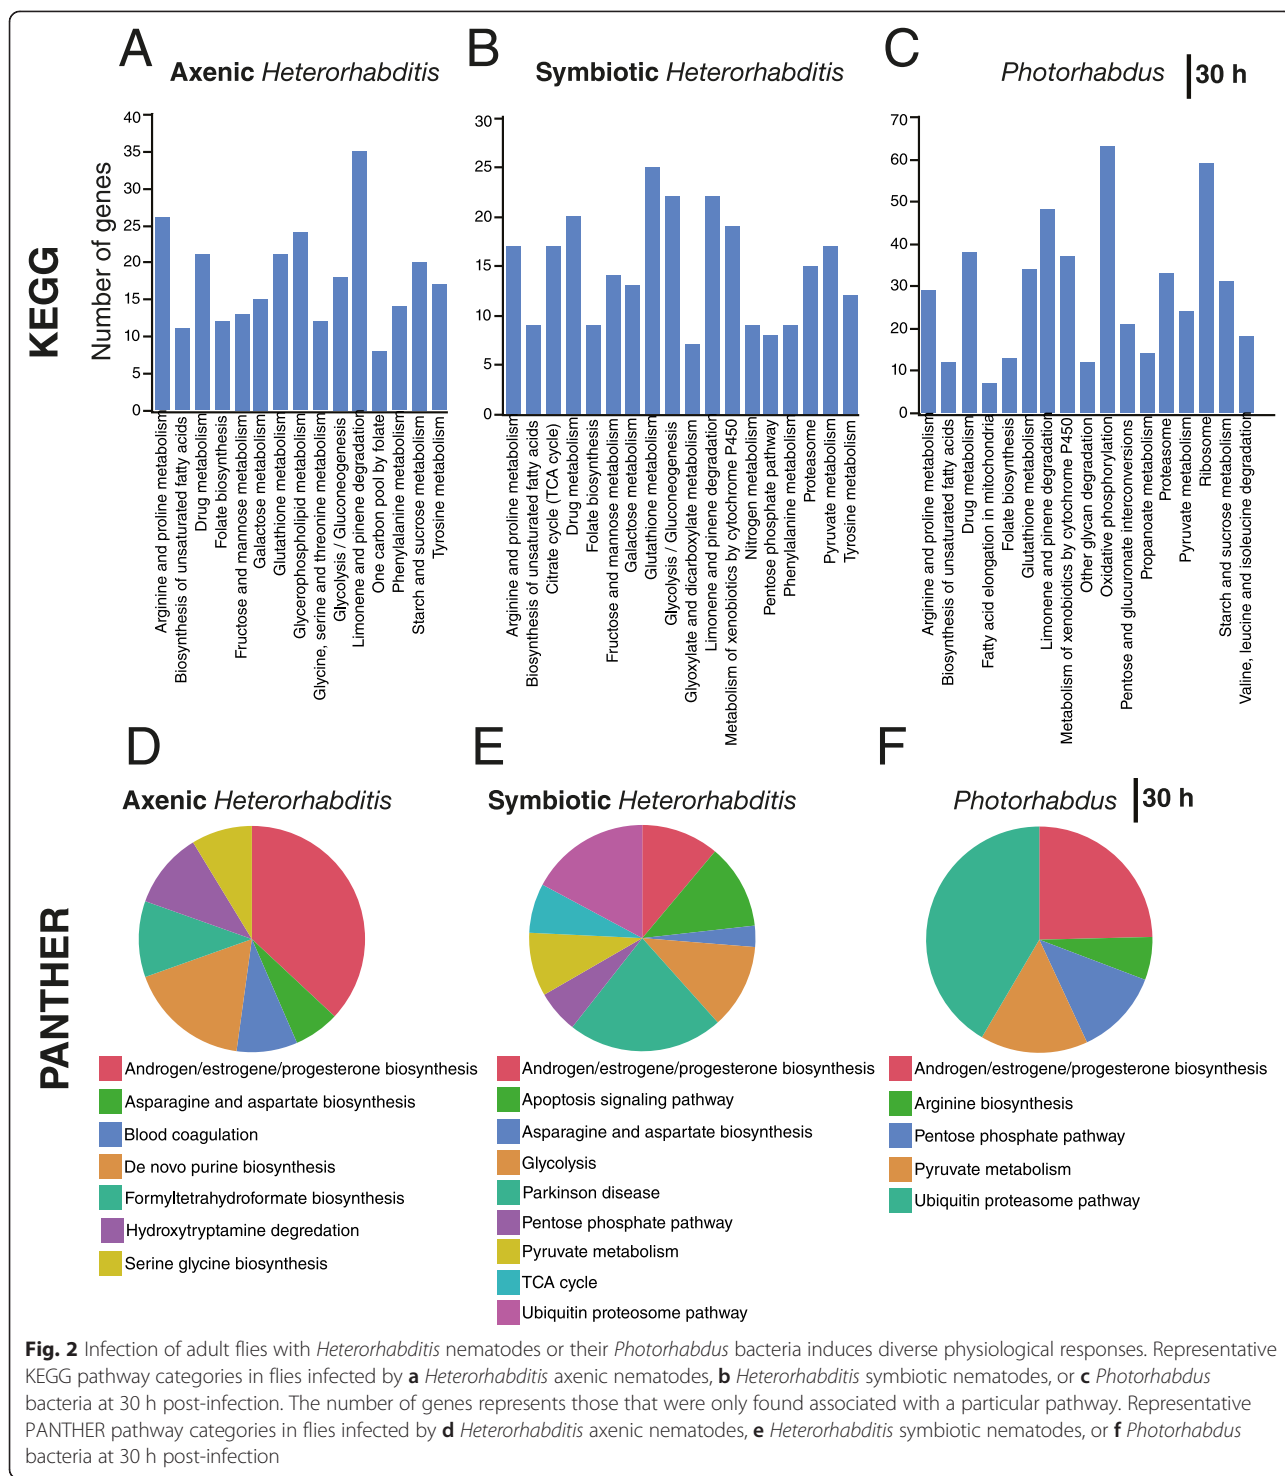 A
Axenic Heterorhabditis
B
Symbiotic Heterorhabditis
C
Photorhabdus 30 h
KEGG
Number of genes
40
35
30
25
20
15
10
5
0
Arginine and proline metabolism
Biosynthesis of unsaturated fatty acids
Drug metabolism
Folate biosynthesis
Fructose and mannose metabolism
Galactose metabolism
Glutathione metabolism
Glycerophospholipid metabolism
Glycine, serine and threonine metabolism
Glycolysis / Gluconeogenesis
Limonene and pinene degradation
One carbon pool by folate
Phenylalanine metabolism
Starch and sucrose metabolism
Tyrosine metabolism
30
25
20
15
10
5
0
Arginine and proline metabolism
Biosynthesis of unsaturated fatty acids
Citrate cycle (TCA cycle)
Drug metabolism
Folate biosynthesis
Fructose and mannose metabolism
Galactose metabolism
Glutathione metabolism
Glycolysis / Gluconeogenesis
Glyoxylate and dicarboxylate metabolism
Limonene and pinene degradation
Metabolism of xenobiotics by cytochrome P450
Nitrogen metabolism
Pentose phosphate pathway
Phenylalanine metabolism
Proteasome
Pyruvate metabolism
Tyrosine metabolism
70
60
50
40
30
20
10
0
Arginine and proline metabolism
Biosynthesis of unsaturated fatty acids
Drug metabolism
Fatty acid elongation in mitochondria
Folate biosynthesis
Glutathione metabolism
Limonene and pinene degradation
Metabolism of xenobiotics by cytochrome P450
Other glycan degradation
Oxidative phosphorylation
Pentose and glucuronate interconversions
Propanoate metabolism
Proteasome
Pyruvate metabolism
Ribosome
Starch and sucrose metabolism
Valine, leucine and isoleucine degradation
PANTHER
D
Axenic Heterorhabditis
Androgen/estrogene/progesterone biosynthesis
Asparagine and aspartate biosynthesis
Blood coagulation
De novo purine biosynthesis
Formyltetrahydroformate biosynthesis
Hydroxytryptamine degredation
Serine glycine biosynthesis
E
Symbiotic Heterorhabditis
Androgen/estrogene/progesterone biosynthesis
Apoptosis signaling pathway
Asparagine and aspartate biosynthesis
Glycolysis
Parkinson disease
Pentose phosphate pathway
Pyruvate metabolism
TCA cycle
Ubiquitin proteosome pathway
F
Photorhabdus 30 h
Androgen/estrogene/progesterone biosynthesis
Arginine biosynthesis
Pentose phosphate pathway
Pyruvate metabolism
Ubiquitin proteasome pathway
Fig. 2 Infection of adult flies with Heterorhabditis nematodes or their Photorhabdus bacteria induces diverse physiological responses. Representative
KEGG pathway categories in flies infected by a Heterorhabditis axenic nematodes, b Heterorhabditis symbiotic nematodes, or c Photorhabdus
bacteria at 30 h post-infection. The number of genes represents those that were only found associated with a particular pathway. Representative
PANTHER pathway categories in flies infected by d Heterorhabditis axenic nematodes, e Heterorhabditis symbiotic nematodes, or f Photorhabdus
bacteria at 30 h post-infection